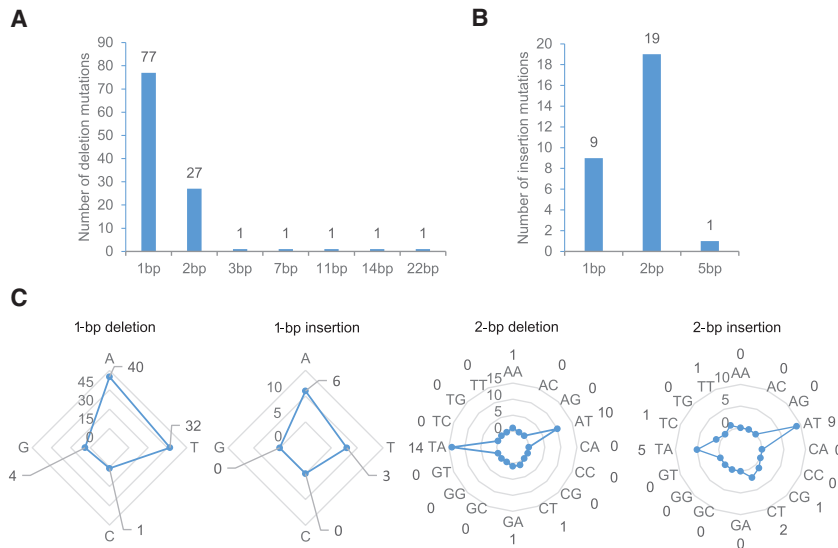 A
Number of deletion mutations
90
80
70
60
50
40
30
20
10
0
77
27
1
1
1
1
1
1bp
2bp
3bp
7bp
11bp
14bp
22bp
B
Number of insertion mutations
20
18
16
14
12
10
8
6
4
2
0
9
19
1
1bp
2bp
5bp
C
1-bp deletion
A
40
45
30
15
0
32
G
T
4
C
1
1-bp insertion
A
6
10
5
0
G
T
0
3
C
0
2-bp deletion
15
10
5
0
AA
1
AC
0
AG
0
AT
10
CA
0
CC
0
CG
0
CT
1
GA
1
GC
0
GG
0
GT
0
TA
14
TC
0
TG
0
TT
0
2-bp insertion
10
5
0
AA
0
AC
0
AG
0
AT
9
CA
0
CC
0
CG
1
CT
2
GA
0
GC
0
GG
0
GT
0
TA
5
TC
1
TG
0
TT
1